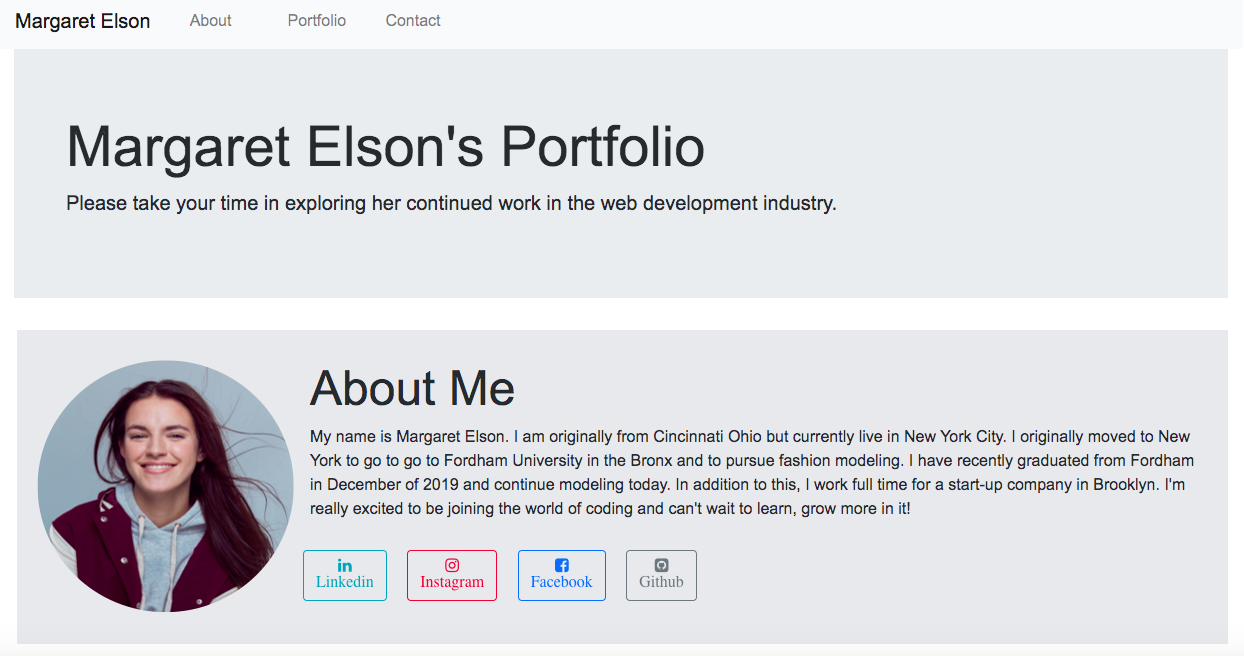 Margaret Elson About Portfolio Contact
Margaret Elson's Portfolio
Please take your time in exploring her continued work in the web development industry.
About Me
My name is Margaret Elson. I am originally from Cincinnati Ohio but currently live in New York City. I originally moved to New
York to go to go to Fordham University in the Bronx and to pursue fashion modeling. I have recently graduated from Fordham
in December of 2019 and continue modeling today. In addition to this, I work full time for a start-up company in Brooklyn. I'm
really excited to be joining the world of coding and can't wait to learn, grow more in it!
Linkedin Instagram Facebook Github